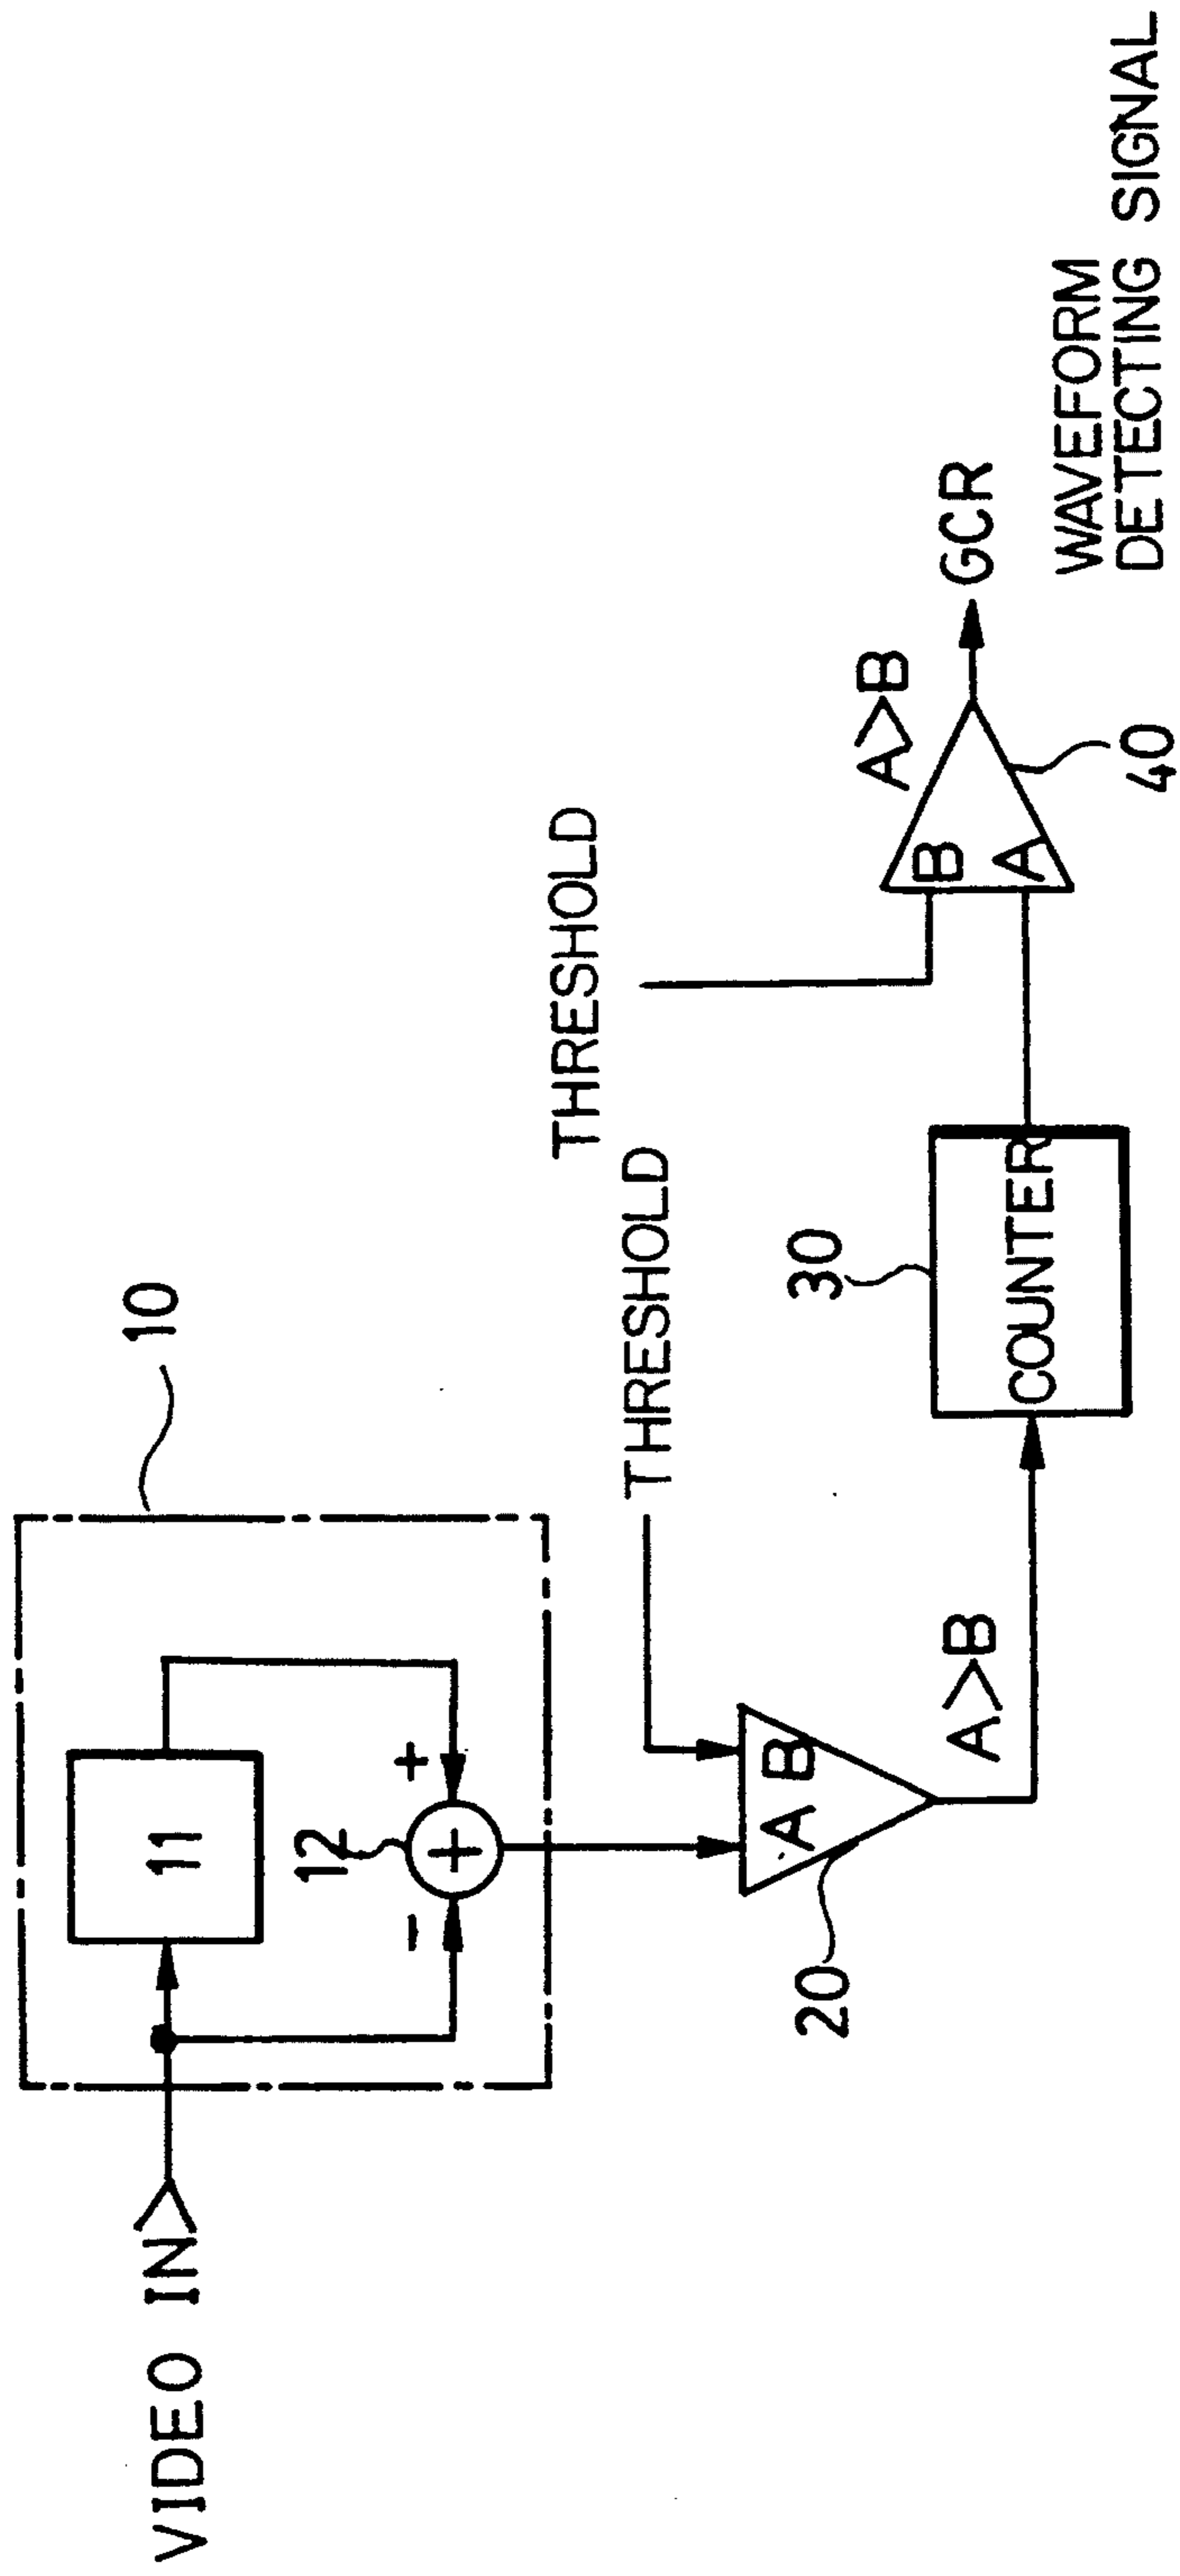 10
11
12
+
-
+
VIDEO IN
THRESHOLD
THRESHOLD
A
B
20
A>B
30
COUNTER
B
A
A>B
40
GCR
WAVEFORM
DETECTING SIGNAL